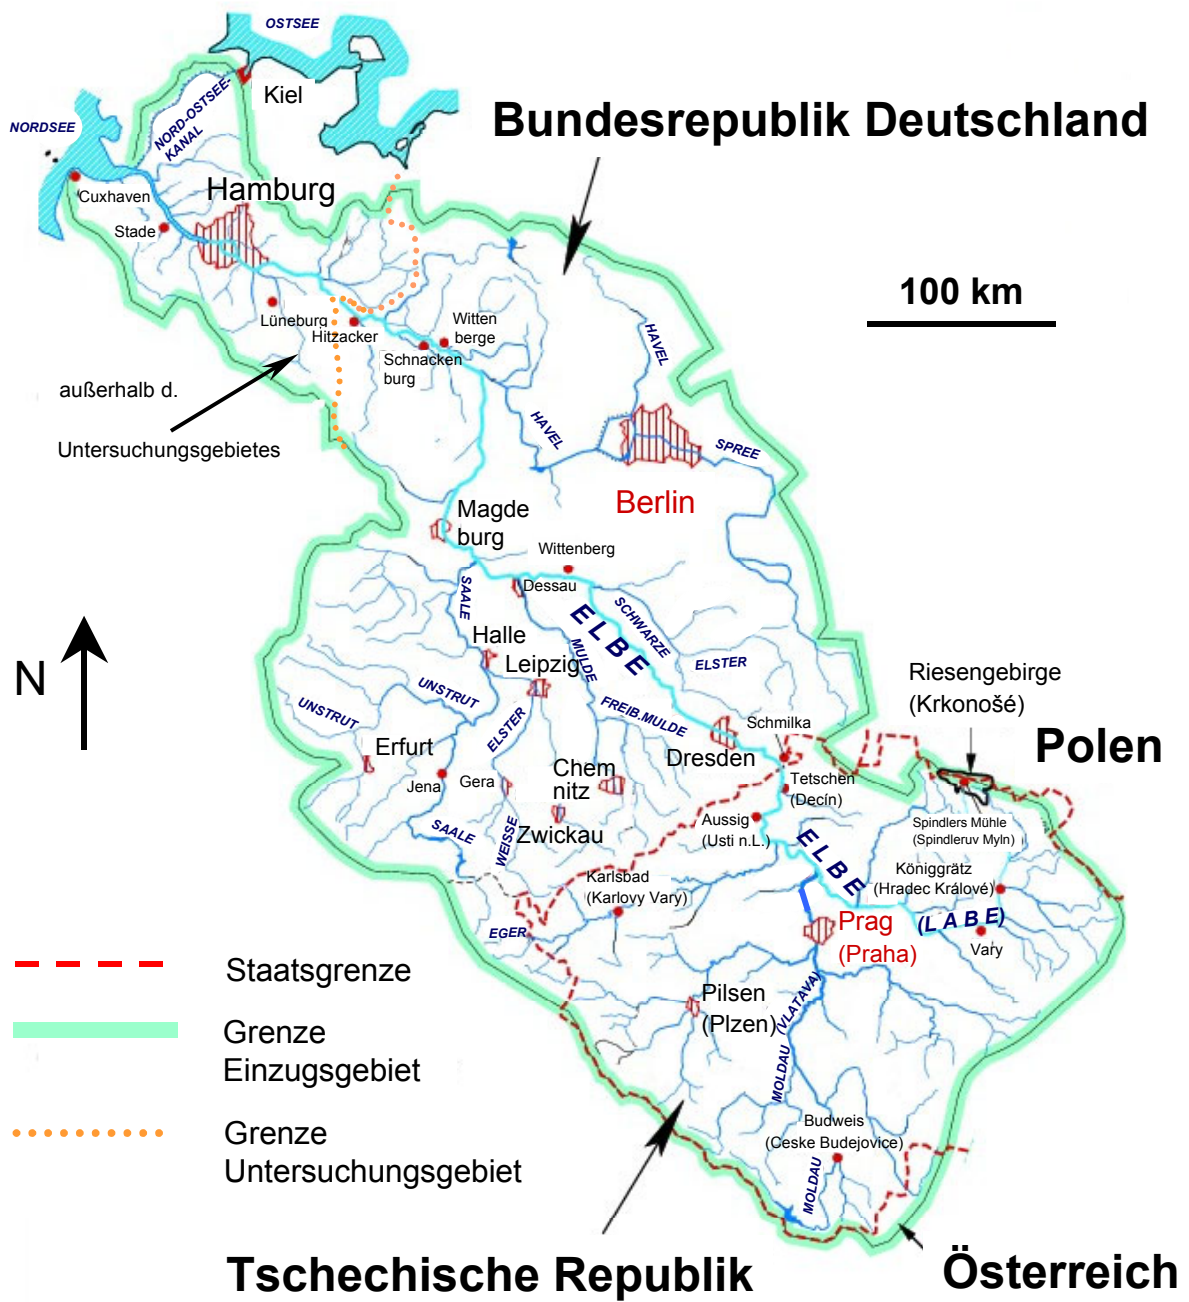 OSTSEE
Kiel
NORDSEE
NORD-OSTSEE-
KANAL
Bundesrepublik Deutschland
Cuxhaven
Hamburg
Stade
100 km
Lüneburg
Hitzacker
Witten
berge
Schnacken
burg
HAVEL
außerhalb d.
Untersuchungsgebietes
HAVEL
SPREE
Berlin
Magde
burg
Wittenberg
Dessau
SAALE
ELBE
SCHWARZE
ELSTER
Halle
Leipzig
MULDE
N
Riesengebirge
(Krkonošé)
UNSTRUT
UNSTRUT
ELSTER
FREIB.MULDE
Schmilka
Polen
Erfurt
Dresden
Jena
Gera
Chem
nitz
Tetschen
(Decín)
Zwickau
SAALE
WEISSE
Aussig
(Usti n.L.)
ELBE
Spindlers Mühle
(Spindleruv Myln)
Königgrätz
(Hradec Králové)
Karlsbad
(Karlovy Vary)
EGER
Prag
(Praha)
(LABE)
Vary
Staatsgrenze
Pilsen
(Plzen)
MOLDAU (VLATAVA)
Grenze
Einzugsgebiet
Grenze
Untersuchungsgebiet
Budweis
(Ceske Budejovice)
MOLDAU
Tschechische Republik
Österreich